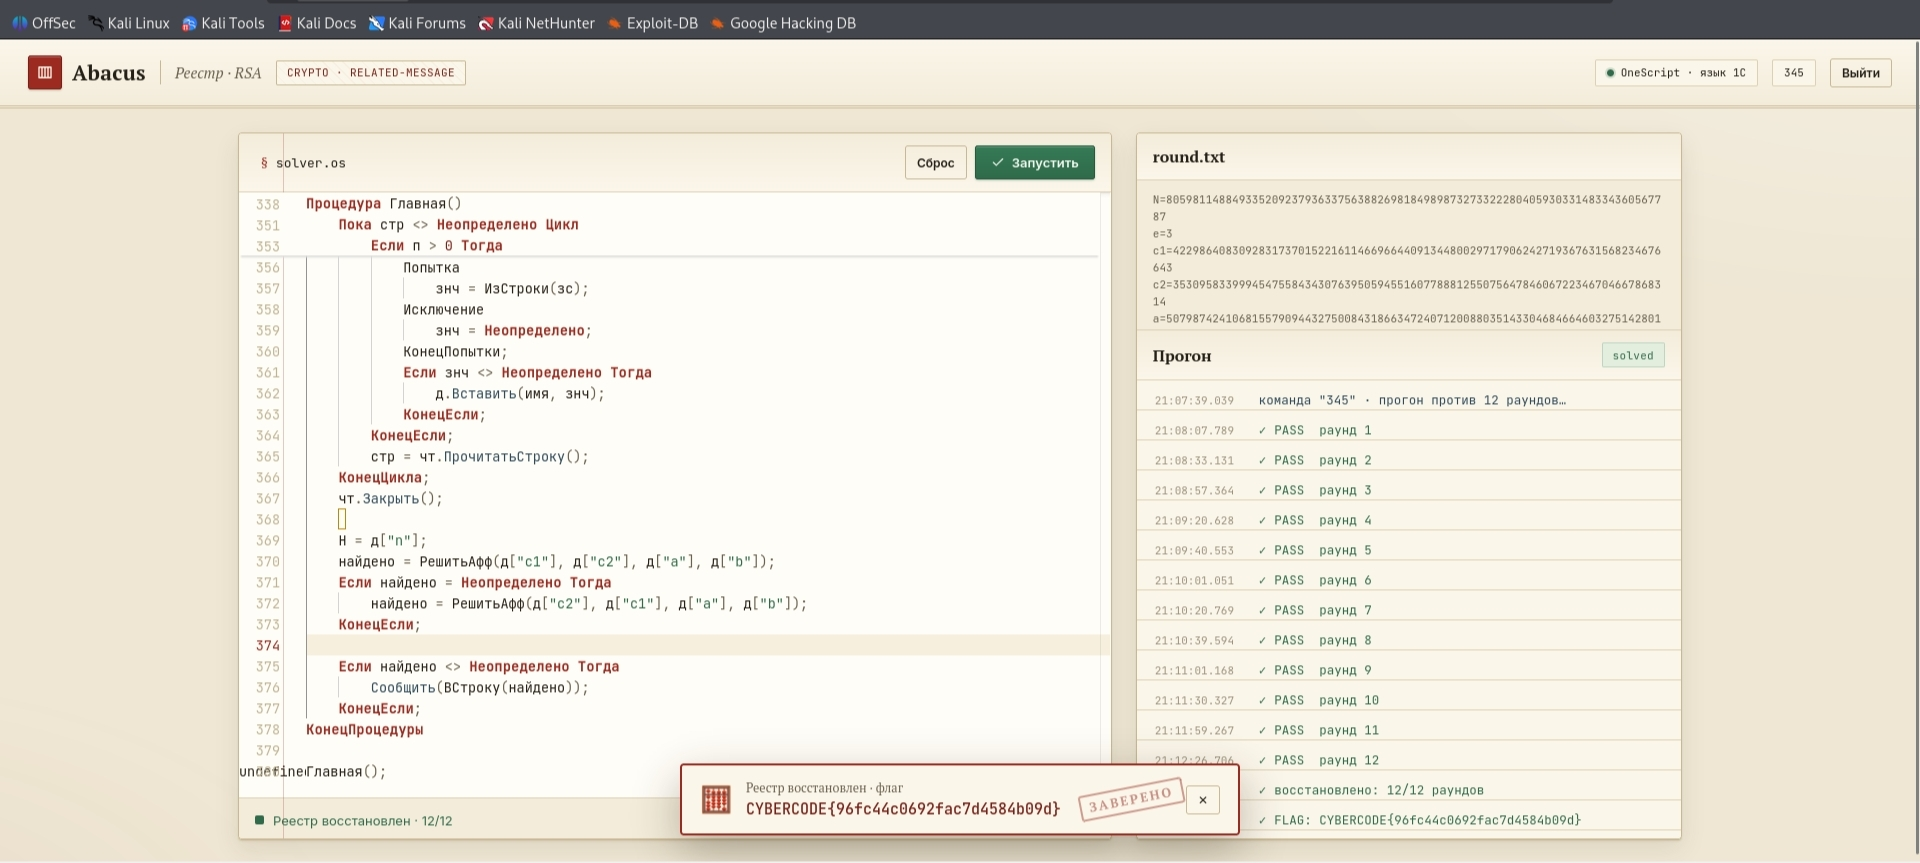 OffSec Kali Linux Kali Tools Kali Docs Kali Forums Kali NetHunter Exploit-DB Google Hacking DB
Abacus Реестр · RSA CRYPTO · RELATED-MESSAGE OneScript · язык 1С 345 Выйти
§ solver.os Сброс Запустить
338 Процедура Главная()
351 Пока стр <> Неопределено Цикл
353 Если п > 0 Тогда
356 Попытка
357 знч = ИзСтроки(зс);
358 Исключение
359 знч = Неопределено;
360 КонецПопытки;
361 Если знч <> Неопределено Тогда
362 д.Вставить(имя, знч);
363 КонецЕсли;
364 КонецЕсли;
365 стр = чт.ПрочитатьСтроку();
366 КонецЦикла;
367 чт.Закрыть();
368
369 Н = д["n"];
370 найдено = РешитьАфф(д["c1"], д["c2"], д["a"], д["b"]);
371 Если найдено = Неопределено Тогда
372 найдено = РешитьАфф(д["c2"], д["c1"], д["a"], д["b"]);
373 КонецЕсли;
374
375 Если найдено <> Неопределено Тогда
376 Сообщить(ВСтроку(найдено));
377 КонецЕсли;
378 КонецПроцедуры
379
Главная();
Реестр восстановлен · 12/12
round.txt
N=80598114884933520923793633756388269818498987327332228040593033148334360567787
e=3
c1=422986408309283173701522161146696644091344800297179062427193676315682346766
643
c2=35309583399945475584343076395059455160778881255075647846067223467046678683
14
a=50798742410681557909443275008431866347240712008803514330468464603275142801
Прогон solved
21:07:39.039 команда "345" · прогон против 12 раундов…
21:08:07.789 ✓ PASS раунд 1
21:08:33.131 ✓ PASS раунд 2
21:08:57.364 ✓ PASS раунд 3
21:09:20.628 ✓ PASS раунд 4
21:09:40.553 ✓ PASS раунд 5
21:10:01.051 ✓ PASS раунд 6
21:10:20.769 ✓ PASS раунд 7
21:10:39.594 ✓ PASS раунд 8
21:11:01.168 ✓ PASS раунд 9
21:11:30.327 ✓ PASS раунд 10
21:11:59.267 ✓ PASS раунд 11
21:12:26.706 ✓ PASS раунд 12
✓ восстановлено: 12/12 раундов
✓ FLAG: CYBERCODE{96fc44c0692fac7d4584b09d}
Реестр восстановлен · флаг
CYBERCODE{96fc44c0692fac7d4584b09d}
ЗАВЕРЕНО